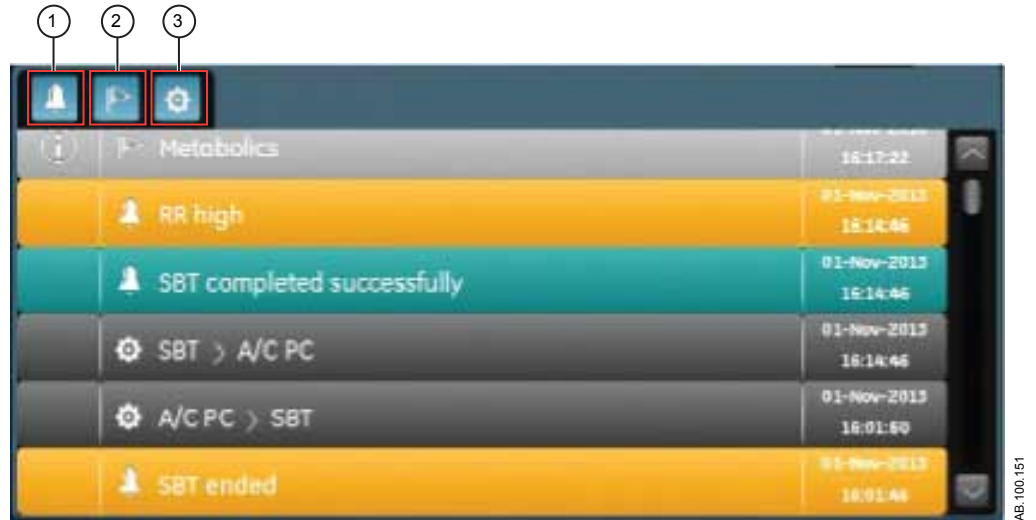 1 2 3
Metabolics
16:17:22
RR high
01-Nov-2013
16:14:46
SBT completed successfully
01-Nov-2013
16:14:46
SBT > A/C PC
01-Nov-2013
16:14:46
A/C PC > SBT
01-Nov-2013
SBT ended
01-Nov-2013
16:01:46
AB.100.151